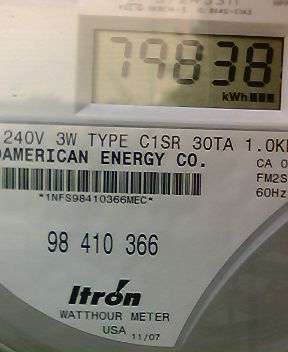 79838
kWh
240V 3W TYPE C1SR 30TA 1.0K
AMERICAN ENERGY CO.
CA 0
FM2S
60Hz
*1NFS98410366MEC*
98 410 366
Itron
WATTHOUR METER
USA 11/07